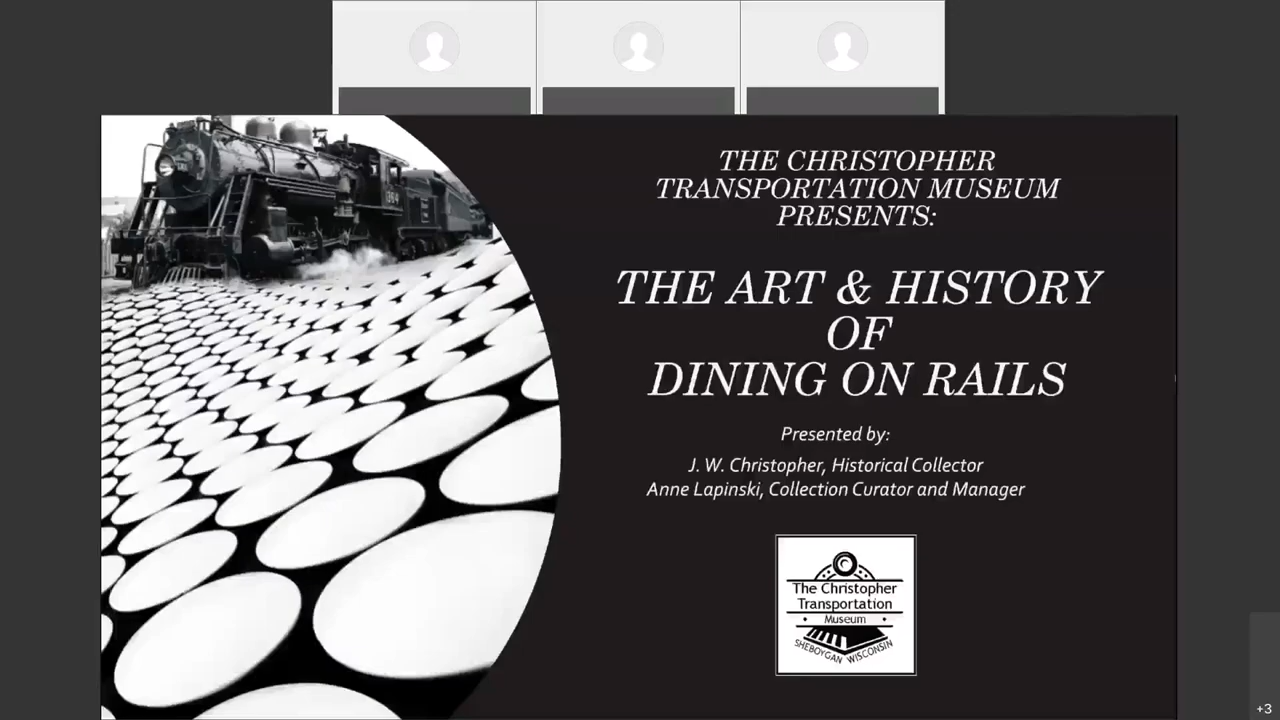 THE CHRISTOPHER
TRANSPORTATION MUSEUM
PRESENTS:
THE ART & HISTORY
OF
DINING ON RAILS
Presented by:
J. W. Christopher, Historical Collector
Anne Lapinski, Collection Curator and Manager
The Christopher
Transportation
Museum
SHEBOYGAN WISCONSIN
+3